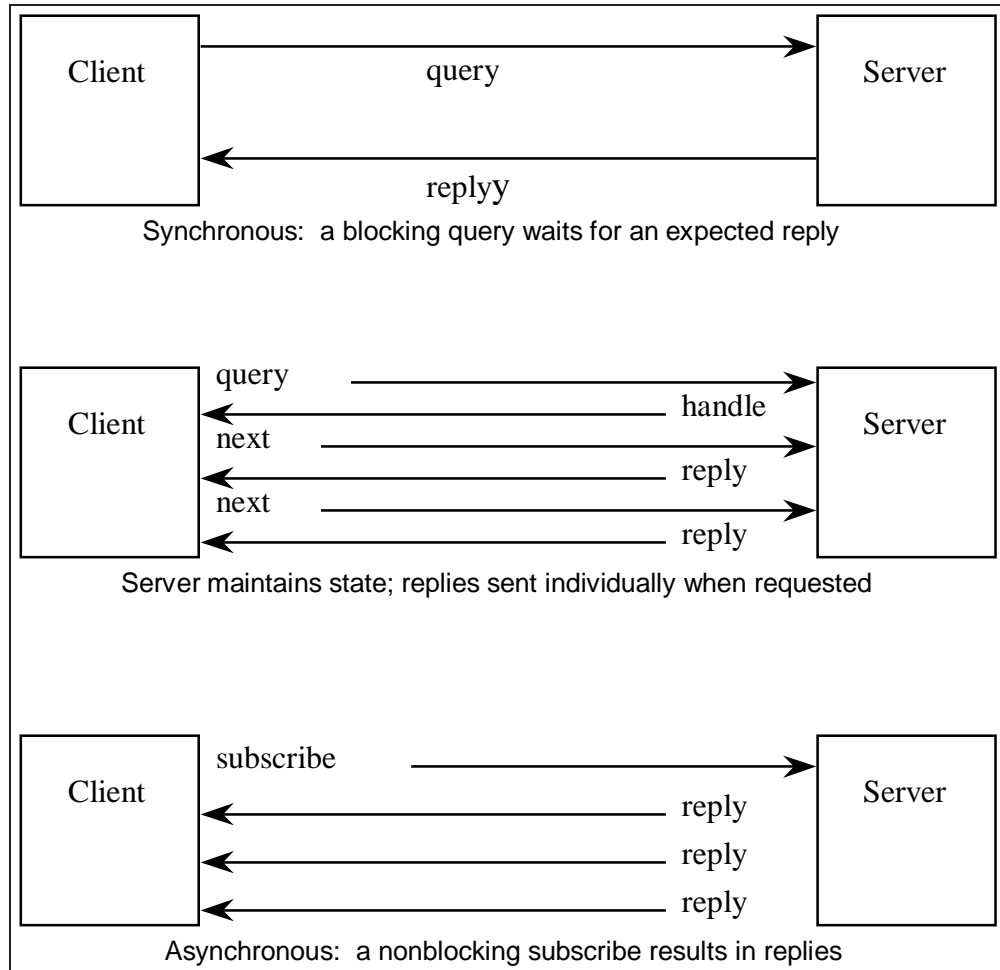 Client
query
Server
replyy
Synchronous: a blocking query waits for an expected reply
query
handle
Client
Server
next
reply
next
reply
Server maintains state; replies sent individually when requested
subscribe
Client
Server
reply
reply
reply
Asynchronous: a nonblocking subscribe results in replies